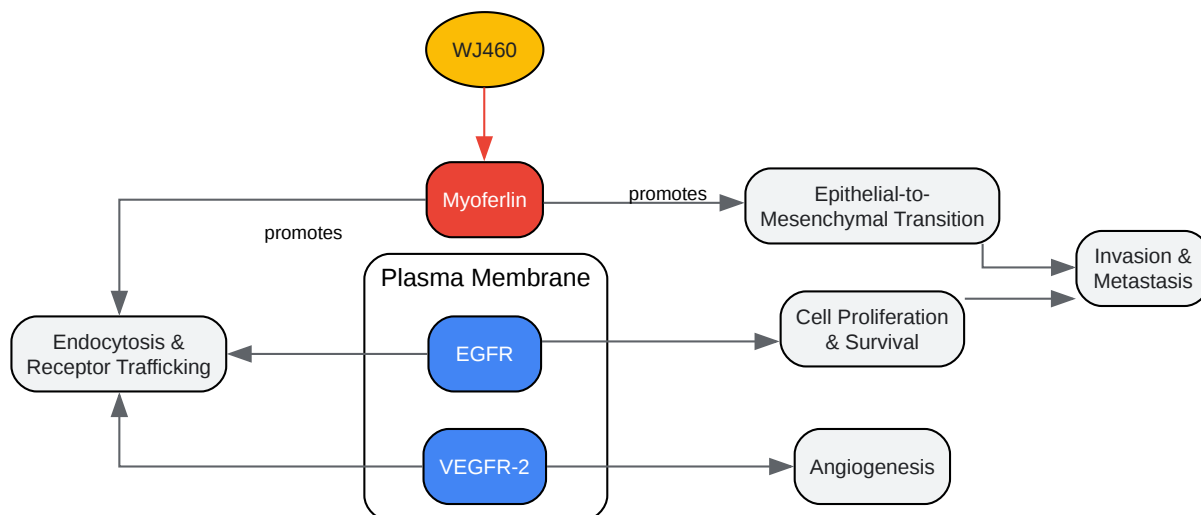 WJ460
Myoferlin
promotes
promotes
Epithelial-to-
Mesenchymal Transition
Invasion &
Metastasis
Plasma Membrane
Cell Proliferation
& Survival
Endocytosis &
Receptor Trafficking
EGFR
VEGFR-2
Angiogenesis